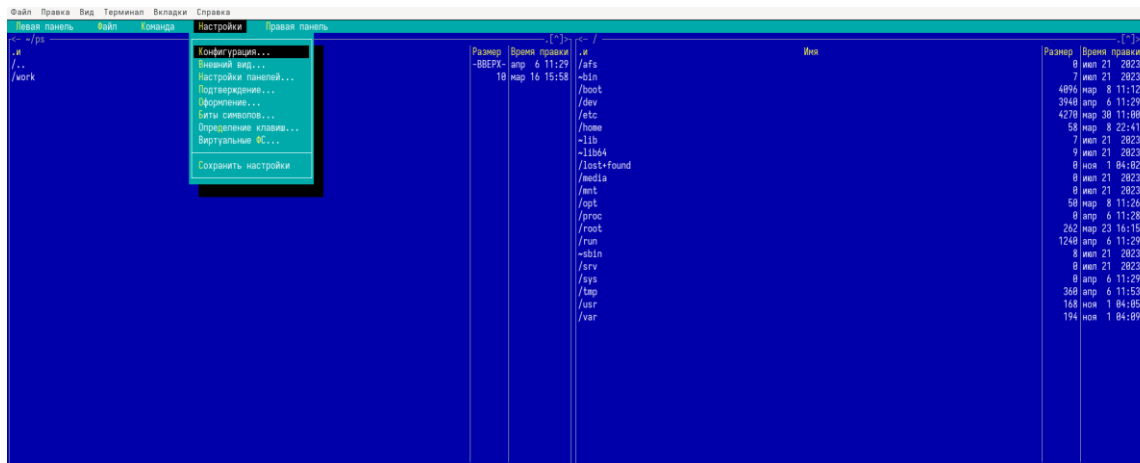 Файл Правка Вид Терминал Вкладки Справка
Левая панель Файл Команда Настройки Правая панель
<- ~/ps .[^]>
.и Размер Время правки
/.. -ВВЕРХ- апр 6 11:29
/work 10 мар 16 15:58
Конфигурация...
Внешний вид...
Настройки панелей...
Подтверждение...
Оформление...
Биты символов...
Определение клавиш...
Виртуальные ФС...
Сохранить настройки
<- / .[^]>
.и Имя Размер Время правки
/afs 0 июл 21 2023
~bin 7 июл 21 2023
/boot 4096 мар 8 11:12
/dev 3940 апр 6 11:29
/etc 4270 мар 30 11:00
/home 58 мар 8 22:41
~lib 7 июл 21 2023
~lib64 9 июл 21 2023
/lost+found 0 ноя 1 04:02
/media 0 июл 21 2023
/mnt 0 июл 21 2023
/opt 50 мар 8 11:26
/proc 0 апр 6 11:28
/root 262 мар 23 16:15
/run 1240 апр 6 11:29
~sbin 8 июл 21 2023
/srv 0 июл 21 2023
/sys 0 апр 6 11:29
/tmp 360 апр 6 11:53
/usr 168 ноя 1 04:05
/var 194 ноя 1 04:09